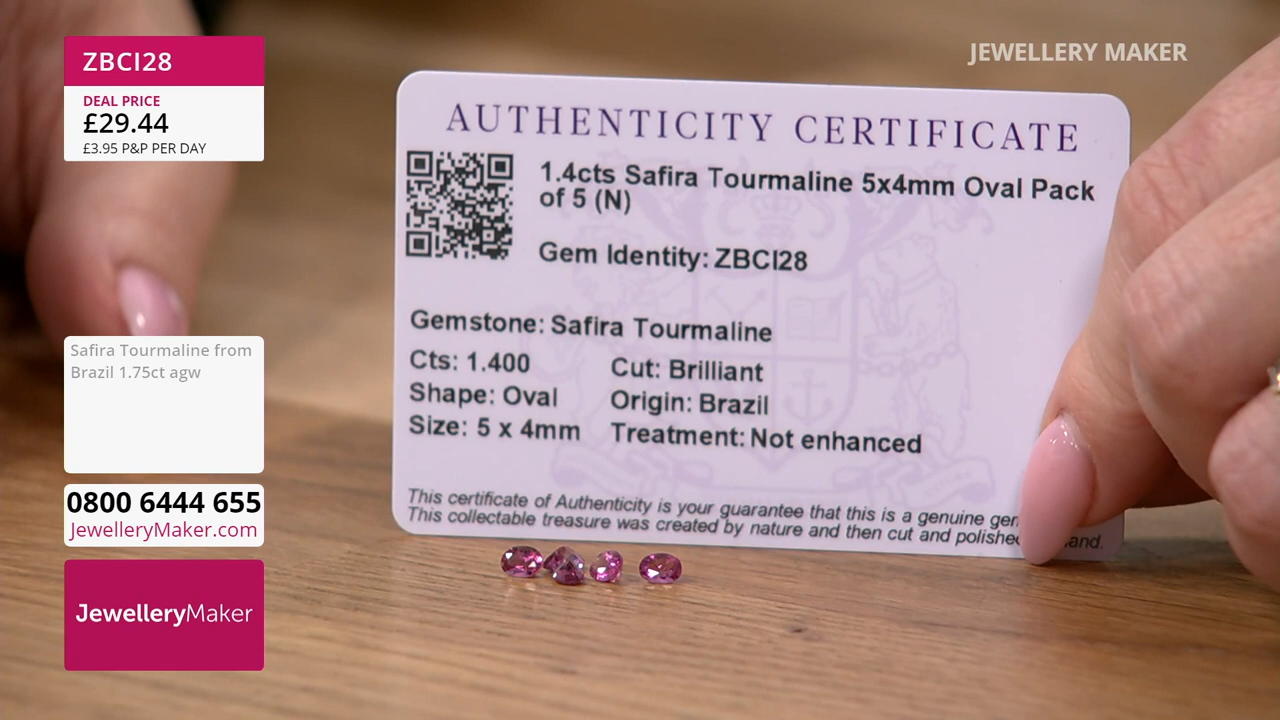 ZBCI28
DEAL PRICE
£29.44
£3.95 P&P PER DAY
JEWELLERY MAKER
AUTHENTICITY CERTIFICATE
1.4cts Safira Tourmaline 5x4mm Oval Pack
of 5 (N)
Gem Identity: ZBCI28
Gemstone: Safira Tourmaline
Cts: 1.400 Cut: Brilliant
Shape: Oval Origin: Brazil
Size: 5 x 4mm Treatment: Not enhanced
This certificate of Authenticity is your guarantee that this is a genuine
This collectable treasure was created by nature and then cut and
Safira Tourmaline from
Brazil 1.75ct agw
0800 6444 655
JewelleryMaker.com
JewelleryMaker